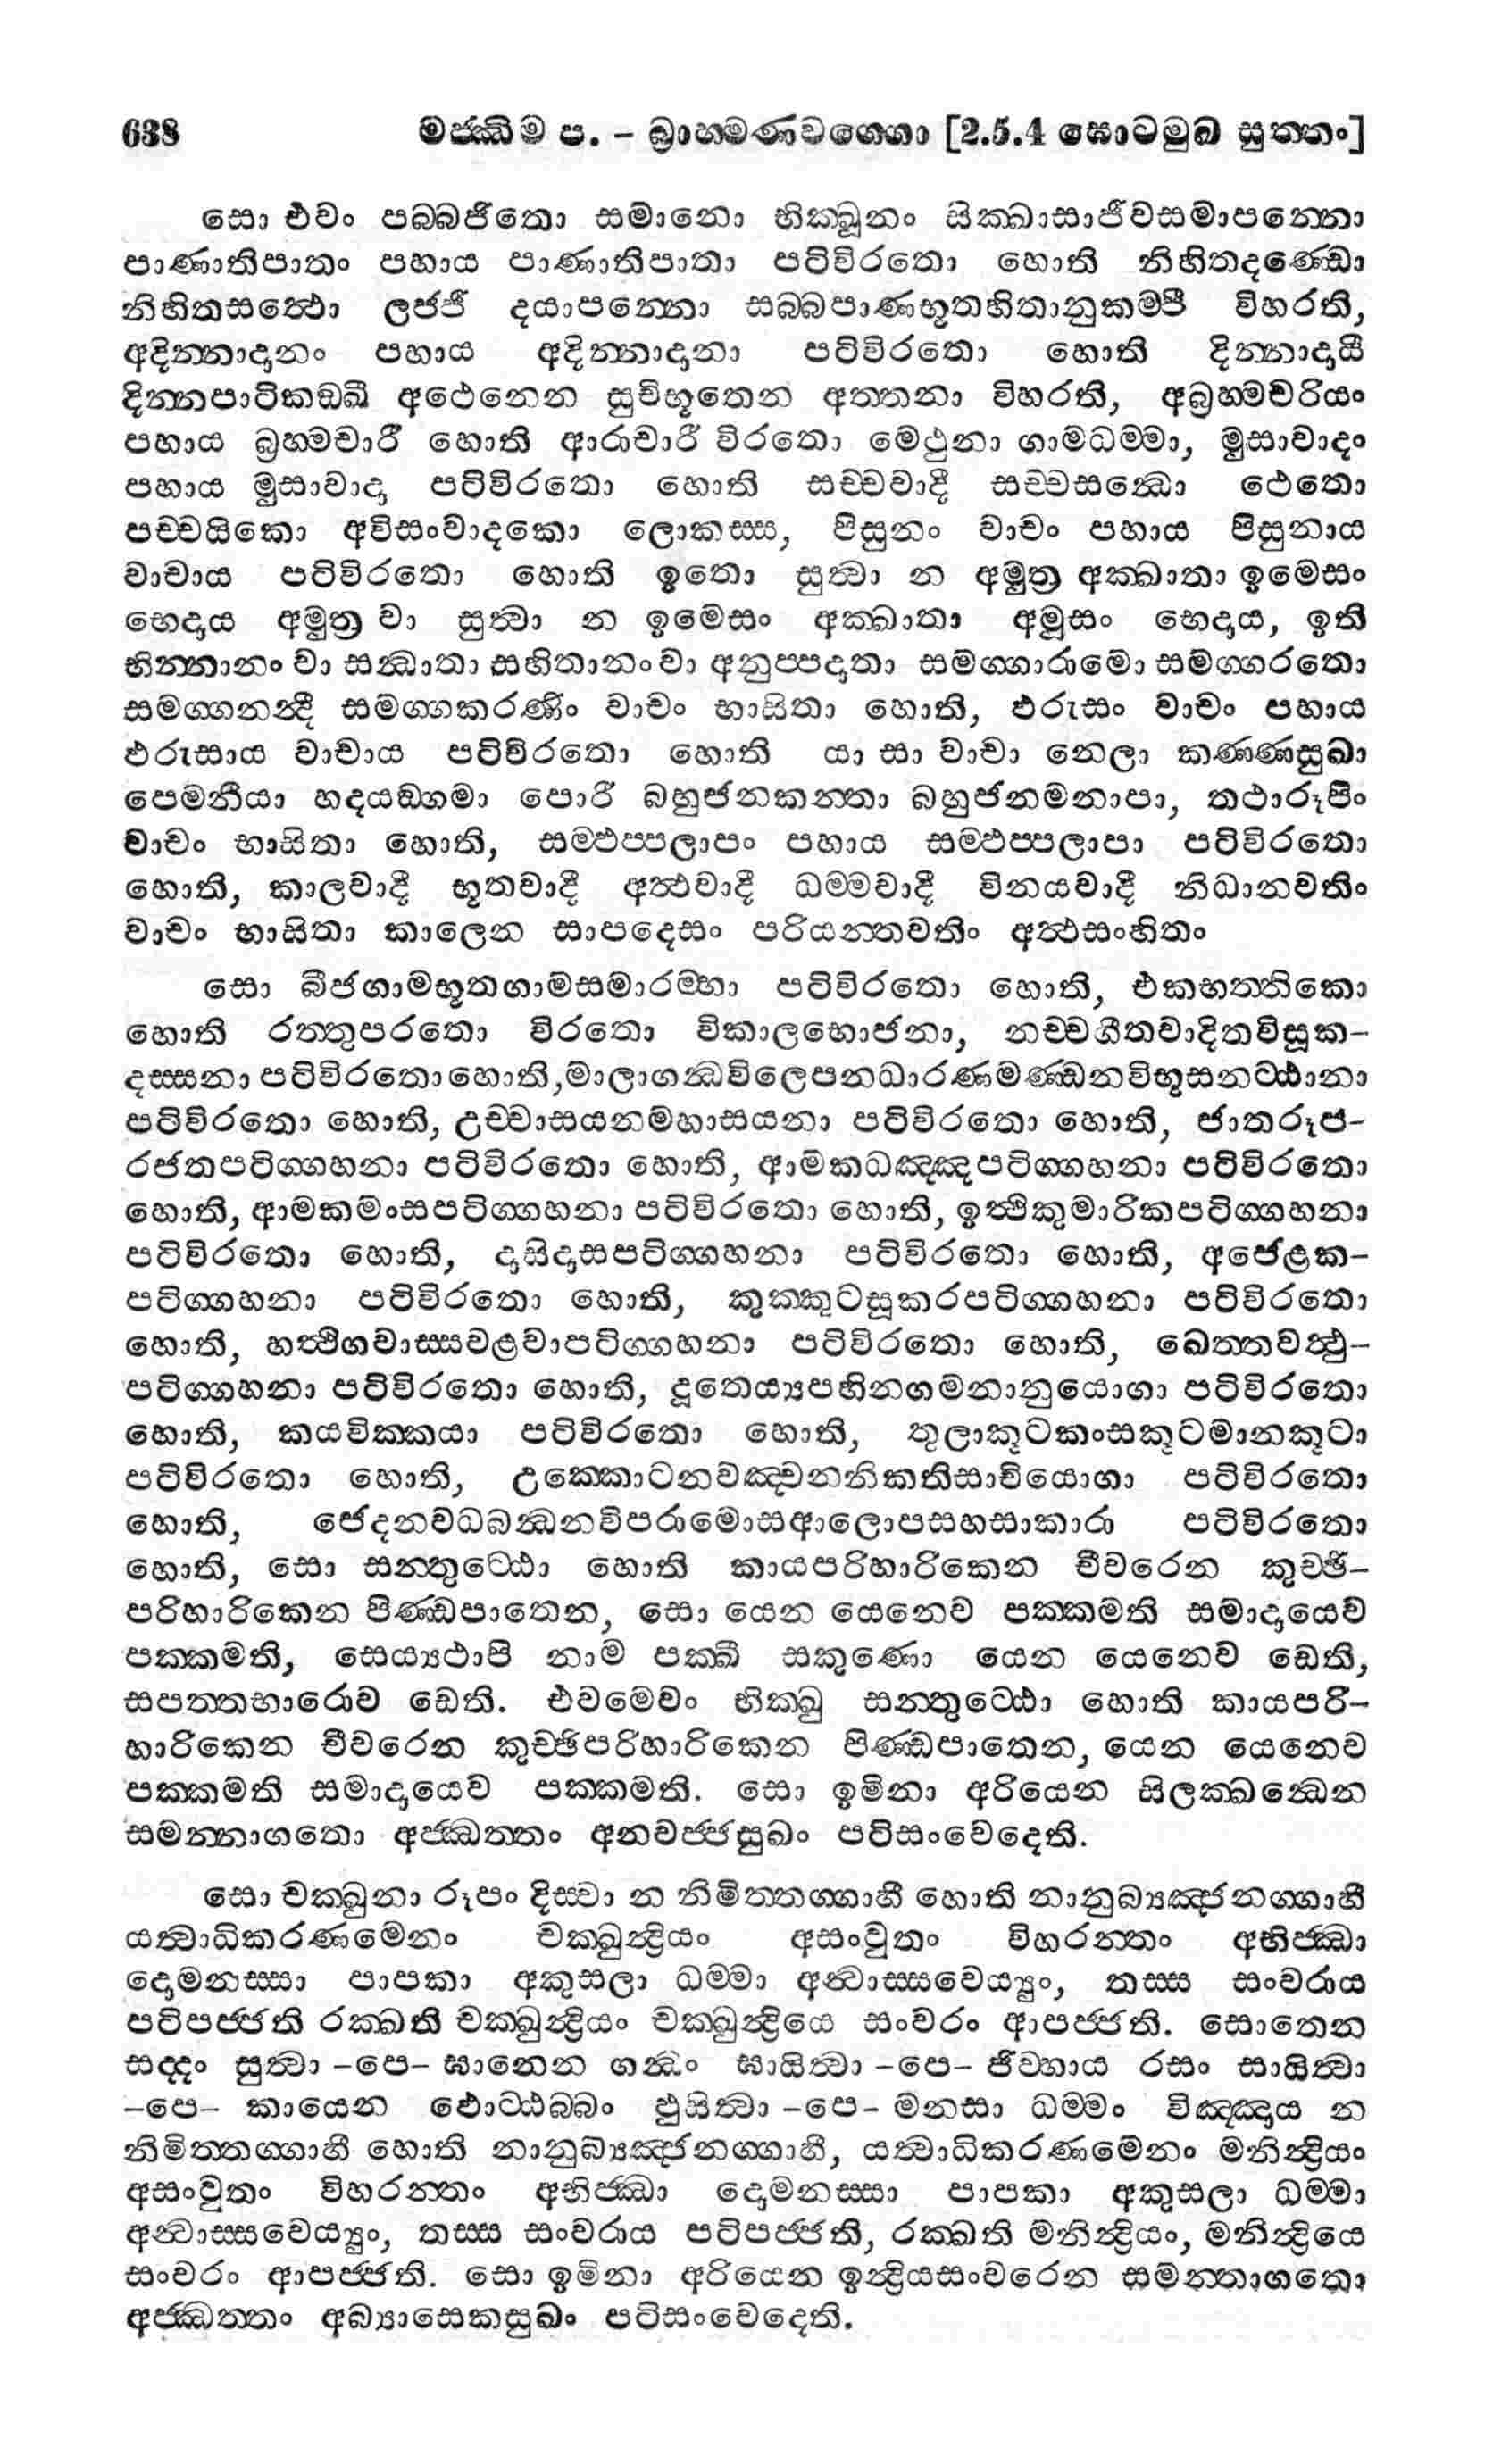 638 මජ්ඣිම ප. – බ්‍රාහ්මණවග්ගො [2.5.4 ඝොටමුඛ සුත්තං]
සො එවං පබ්බජිතො සමානො භික්ඛූනං සික්ඛාසාජීවසමාපන්නො
පාණාතිපාතං පහාය පාණාතිපාතා පටිවිරතො හොති නිහිතදණ්ඩො
නිහිතසත්ථො ලජ්ජී දයාපන්නො සබ්බපාණභූතහිතානුකම්පී විහරති,
අදින්නාදානං පහාය අදින්නාදානා පටිවිරතො හොති දින්නාදායී
දින්නපාටිකඞ්ඛී අථෙනෙන සුචිභූතෙන අත්තනා විහරති, අබ්‍රහ්මචරියං
පහාය බ්‍රහ්මචාරී හොති ආරාචාරී විරතො මෙථුනා ගාමධම්මා, මුසාවාදං
පහාය මුසාවාදා පටිවිරතො හොති සච්චවාදී සච්චසන්ධො ථෙතො
පච්චයිකො අවිසංවාදකො ලොකස්ස, පිසුනං වාචං පහාය පිසුනාය
වාචාය පටිවිරතො හොති ඉතො සුත්වා න අමුත්‍ර අක්ඛාතා ඉමෙසං
භෙදාය අමුත්‍ර වා සුත්වා න ඉමෙසං අක්ඛාතා අමූසං භෙදාය, ඉති
භින්නානං වා සන්ධාතා සහිතානං වා අනුප්පදාතා සමග්ගාරාමො සමග්ගරතො
සමග්ගනන්දී සමග්ගකරණිං වාචං භාසිතා හොති, ඵරුසං වාචං පහාය
ඵරුසාය වාචාය පටිවිරතො හොති යා සා වාචා නෙලා කණ්ණසුඛා
පෙමනීයා හදයඞ්ගමා පොරී බහුජනකන්තා බහුජනමනාපා, තථාරූපිං
වාචං භාසිතා හොති, සම්ඵප්පලාපං පහාය සම්ඵප්පලාපා පටිවිරතො
හොති, කාලවාදී භූතවාදී අත්ථවාදී ධම්මවාදී විනයවාදී නිධානවතිං
වාචං භාසිතා කාලෙන සාපදෙසං පරියන්තවතිං අත්ථසංහිතං
සො බීජගාමභූතගාමසමාරම්භා පටිවිරතො හොති, එකභත්තිකො
හොති රත්තුපරතො විරතො විකාලභොජනා, නච්චගීතවාදිතවිසූක-
දස්සනා පටිවිරතො හොති, මාලාගන්ධවිලෙපනධාරණමණ්ඩනවිභූසනට්ඨානා
පටිවිරතො හොති, උච්චාසයනමහාසයනා පටිවිරතො හොති, ජාතරූප-
රජතපටිග්ගහනා පටිවිරතො හොති, ආමකධඤ්ඤපටිග්ගහනා පටිවිරතො
හොති, ආමකමංසපටිග්ගහනා පටිවිරතො හොති, ඉත්ථිකුමාරිකපටිග්ගහනා
පටිවිරතො හොති, දාසිදාසපටිග්ගහනා පටිවිරතො හොති, අජෙළක-
පටිග්ගහනා පටිවිරතො හොති, කුක්කුටසූකරපටිග්ගහනා පටිවිරතො
හොති, හත්ථිගවාස්සවළවාපටිග්ගහනා පටිවිරතො හොති, ඛෙත්තවත්ථු-
පටිග්ගහනා පටිවිරතො හොති, දූතෙය්‍යපහිනගමනානුයොගා පටිවිරතො
හොති, කයවික්කයා පටිවිරතො හොති, තුලාකූටකංසකූටමානකූටා
පටිවිරතො හොති, උක්කොටනවඤ්චනනිකතිසාචියොගා පටිවිරතො
හොති, ඡෙදනවධබන්ධනවිපරාමොසආලොපසහසාකාරා පටිවිරතො
හොති, සො සන්තුට්ඨො හොති කායපරිහාරිකෙන චීවරෙන කුච්ඡි-
පරිහාරිකෙන පිණ්ඩපාතෙන, සො යෙන යෙනෙව පක්කමති සමාදායෙව
පක්කමති, සෙය්‍යථාපි නාම පක්ඛී සකුණො යෙන යෙනෙව ඩෙති,
සපත්තභාරොව ඩෙති. එවමෙවං භික්ඛු සන්තුට්ඨො හොති කායපරි-
හාරිකෙන චීවරෙන කුච්ඡිපරිහාරිකෙන පිණ්ඩපාතෙන, යෙන යෙනෙව
පක්කමති සමාදායෙව පක්කමති. සො ඉමිනා අරියෙන සීලක්ඛන්ධෙන
සමන්නාගතො අජ්ඣත්තං අනවජ්ජසුඛං පටිසංවෙදෙති.
සො චක්ඛුනා රූපං දිස්වා න නිමිත්තග්ගාහී හොති නානුබ්‍යඤ්ජනග්ගාහී
යත්වාධිකරණමෙනං චක්ඛුන්ද්‍රියං අසංවුතං විහරන්තං අභිජ්ඣා
දොමනස්සා පාපකා අකුසලා ධම්මා අන්වාස්සවෙය්‍යුං, තස්ස සංවරාය
පටිපජ්ජති රක්ඛති චක්ඛුන්ද්‍රියං චක්ඛුන්ද්‍රියෙ සංවරං ආපජ්ජති. සොතෙන
සද්දං සුත්වා –පෙ– ඝානෙන ගන්ධං ඝායිත්වා –පෙ– ජිව්හාය රසං සායිත්වා
–පෙ– කායෙන ඵොට්ඨබ්බං ඵුසිත්වා –පෙ– මනසා ධම්මං විඤ්ඤාය න
නිමිත්තග්ගාහී හොති නානුබ්‍යඤ්ජනග්ගාහී, යත්වාධිකරණමෙනං මනින්ද්‍රියං
අසංවුතං විහරන්තං අභිජ්ඣා දොමනස්සා පාපකා අකුසලා ධම්මා
අන්වාස්සවෙය්‍යුං, තස්ස සංවරාය පටිපජ්ජති, රක්ඛති මනින්ද්‍රියං, මනින්ද්‍රියෙ
සංවරං ආපජ්ජති. සො ඉමිනා අරියෙන ඉන්ද්‍රියසංවරෙන සමන්නාගතො
අජ්ඣත්තං අබ්‍යාසෙකසුඛං පටිසංවෙදෙති.